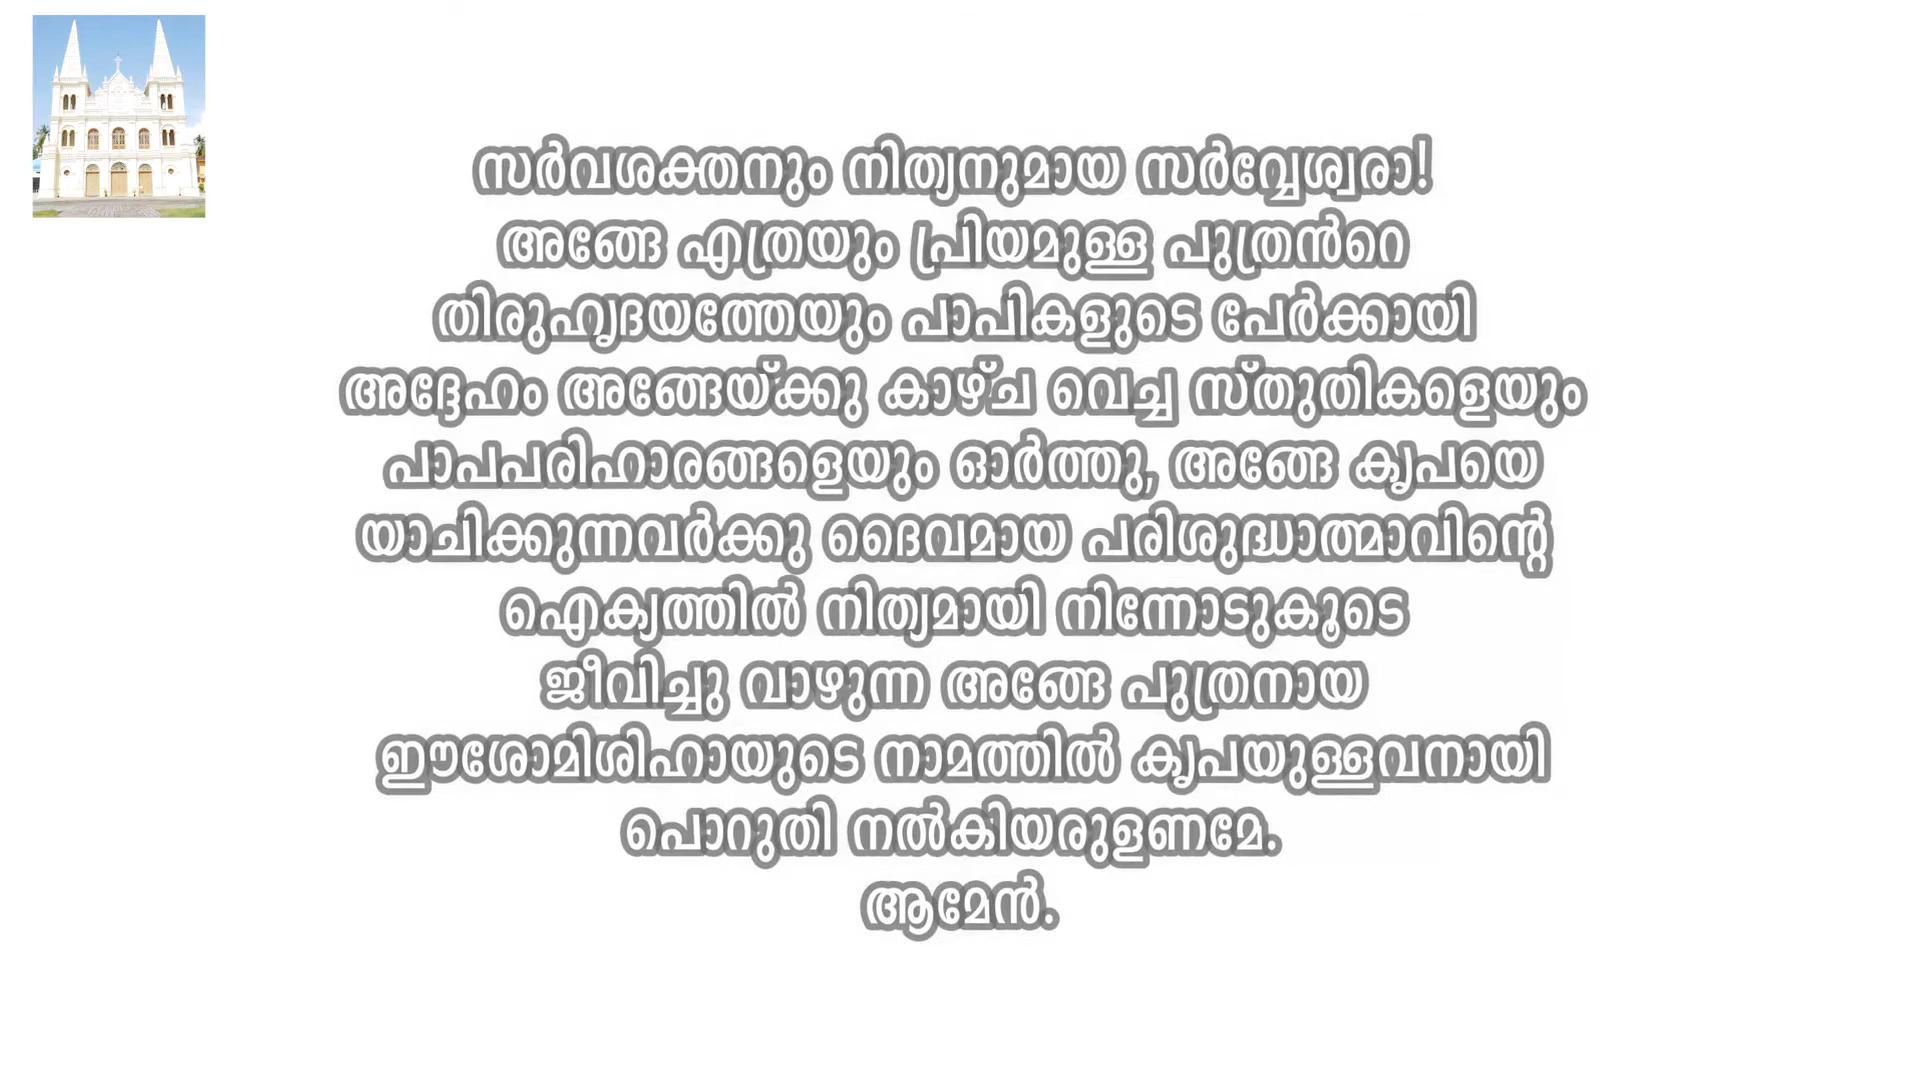 സർവശക്തനും നിത്യനുമായ സർവ്വേശ്വരാ!
അങ്ങേ എത്രയും പ്രിയമുള്ള പുത്രൻറെ
തിരുഹൃദയത്തേയും പാപികളുടെ പേർക്കായി
അദ്ദേഹം അങ്ങേയ്ക്കു കാഴ്ച വെച്ച സ്തുതികളെയും
പാപപരിഹാരങ്ങളെയും ഓർത്തു, അങ്ങേ കൃപയെ
യാചിക്കുന്നവർക്കു ദൈവമായ പരിശുദ്ധാത്മാവിന്റെ
ഐക്യത്തിൽ നിത്യമായി നിന്നോടുകൂടെ
ജീവിച്ചു വാഴുന്ന അങ്ങേ പുത്രനായ
ഈശോമിശിഹായുടെ നാമത്തിൽ കൃപയുള്ളവനായി
പൊറുതി നൽകിയരുളണമേ.
ആമേൻ.